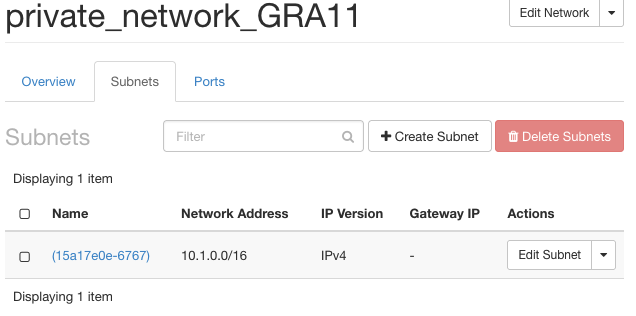 private_network_GRA11
Edit Network
Overview
Subnets
Ports
Subnets
Filter
Create Subnet
Delete Subnets
Displaying 1 item
Name Network Address IP Version Gateway IP Actions
(15a17e0e-6767) 10.1.0.0/16 IPv4 - Edit Subnet
Displaying 1 item